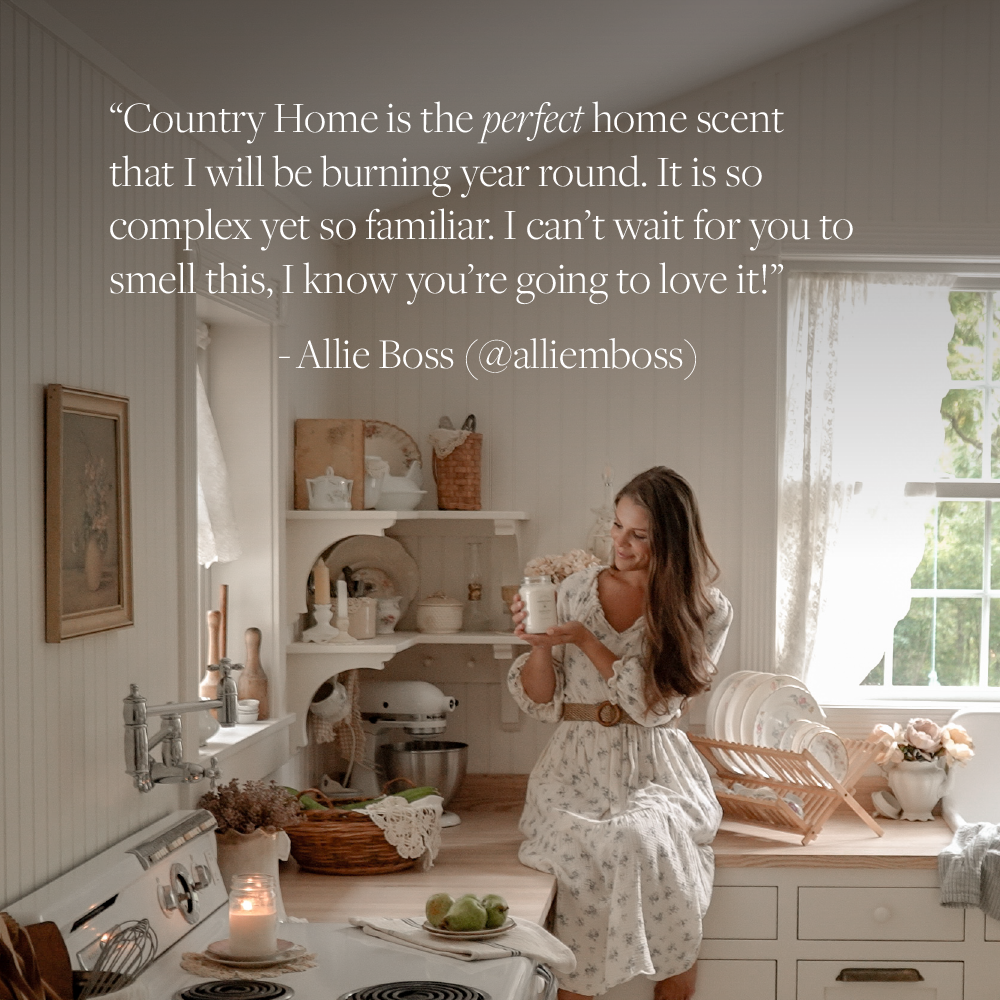 “Country Home is the perfect home scent
that I will be burning year round. It is so
complex yet so familiar. I can’t wait for you to
smell this, I know you’re going to love it!”
- Allie Boss (@alliemboss)